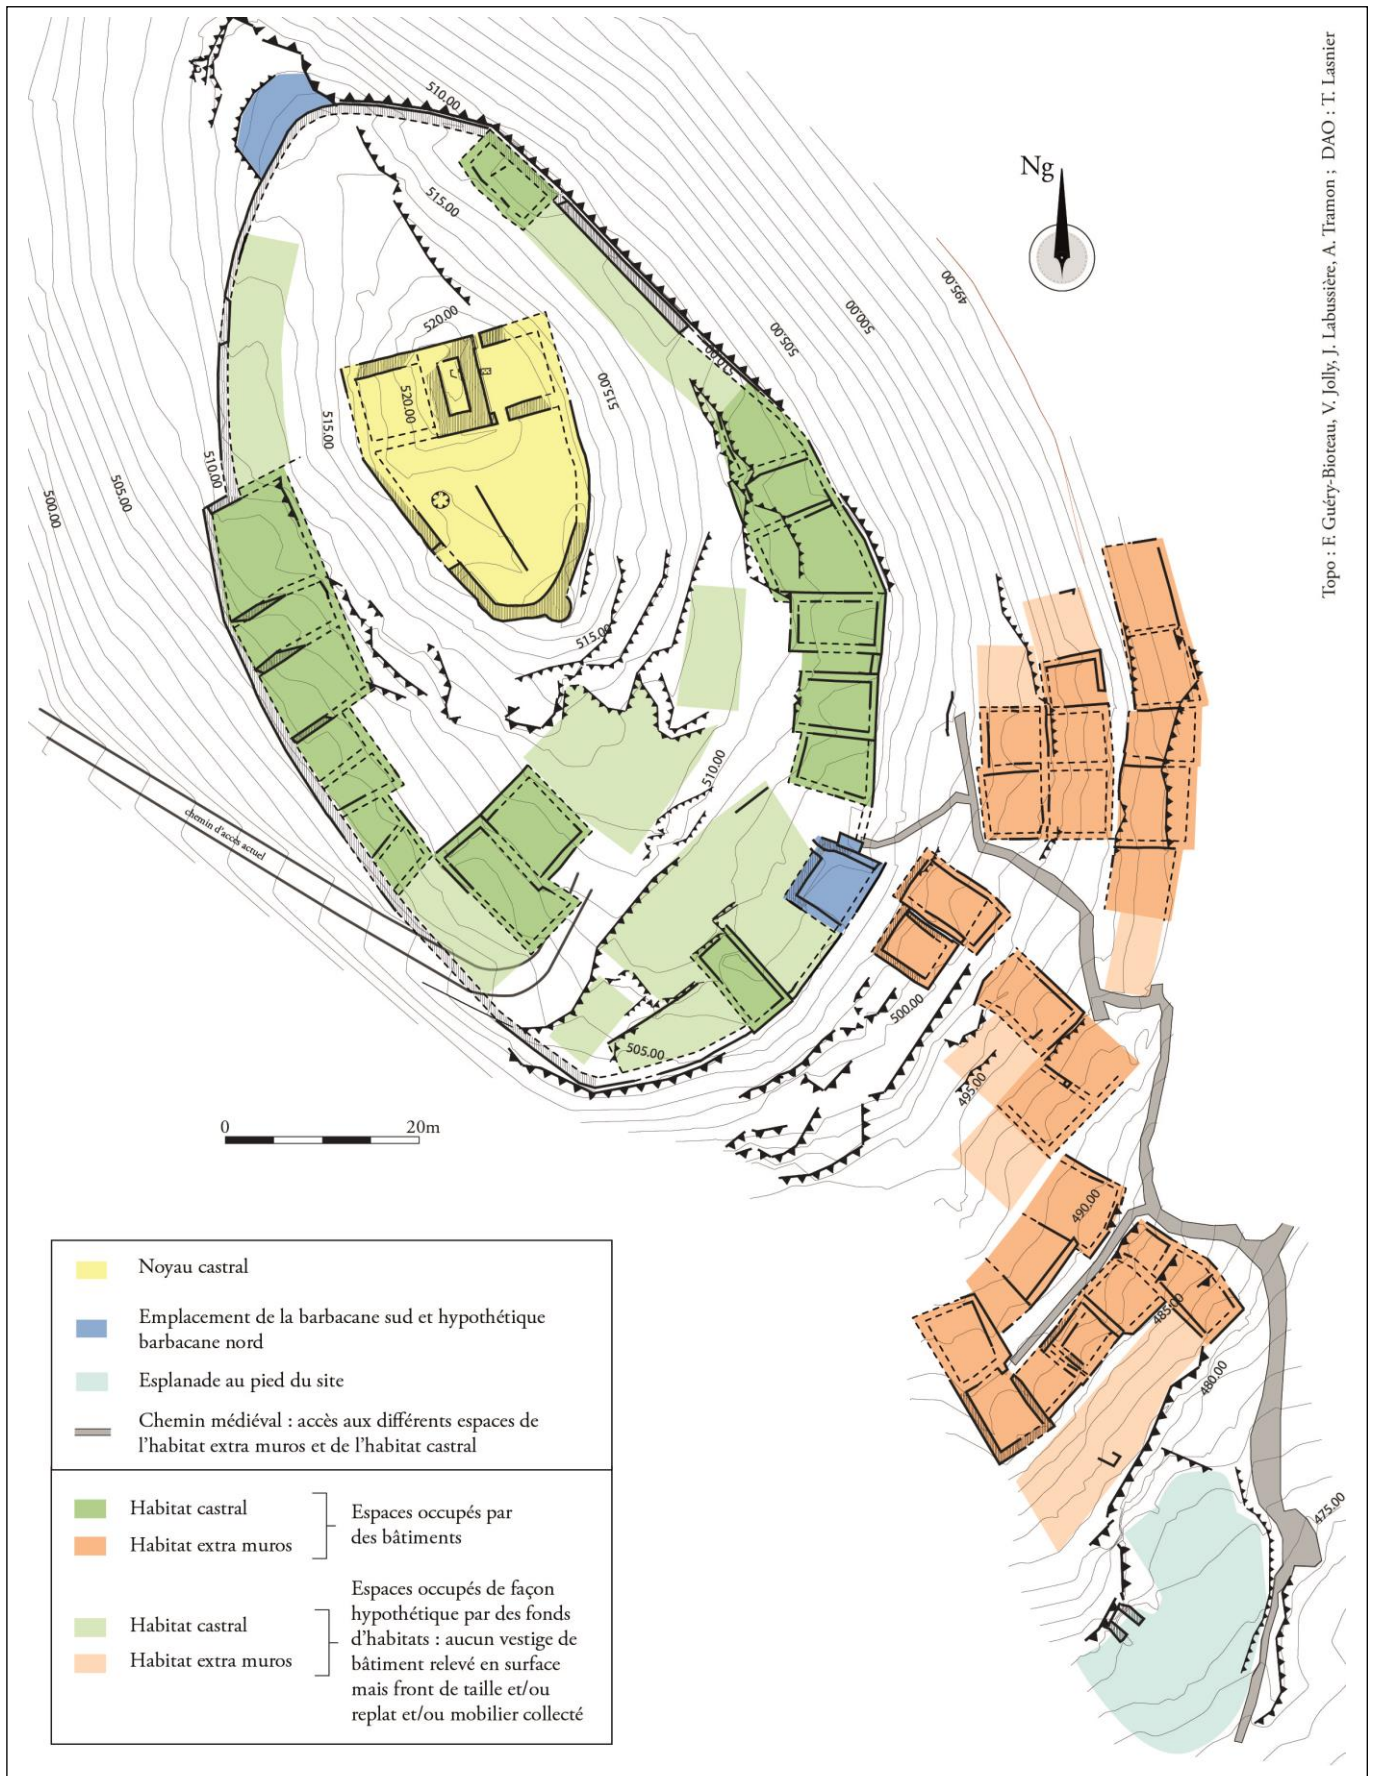 510.00
515.00
Ng
495.00
500.00
505.00
520.00
515.00
520.00
515.00
510.00
505.00
500.00
515.00
510.00
chemin d'accès actuel
500.00
505.00
495.00
490.00
485.00
480.00
475.00
0 20m
Topo : F. Guéry-Bioteau, V. Jolly, J. Labussière, A. Tramon ; DAO : T. Lasnier
Noyau castral
Emplacement de la barbacane sud et hypothétique
barbacane nord
Esplanade au pied du site
Chemin médiéval : accès aux différents espaces de
l'habitat extra muros et de l'habitat castral
Habitat castral
Habitat extra muros
Espaces occupés par
des bâtiments
Habitat castral
Habitat extra muros
Espaces occupés de façon
hypothétique par des fonds
d'habitats : aucun vestige de
bâtiment relevé en surface
mais front de taille et/ou
replat et/ou mobilier collecté